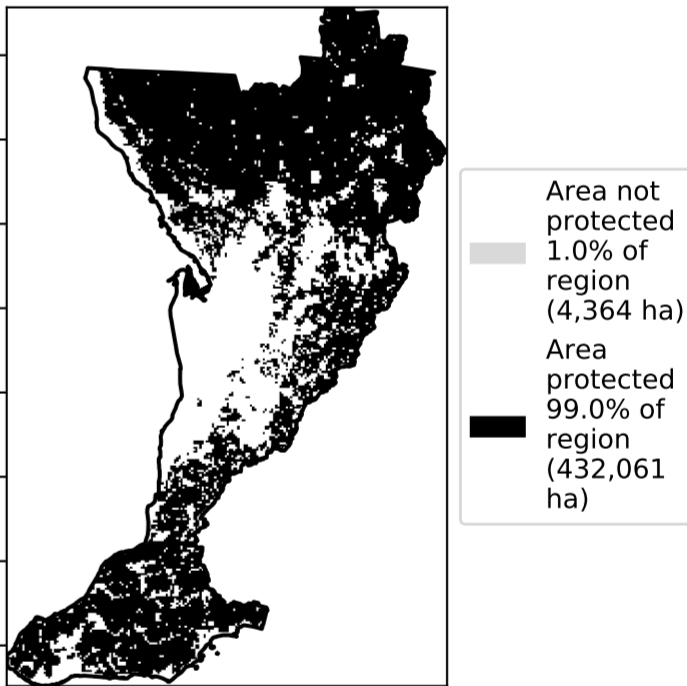 Area not
protected
1.0% of
region
(4,364 ha)
Area
protected
99.0% of
region
(432,061
ha)